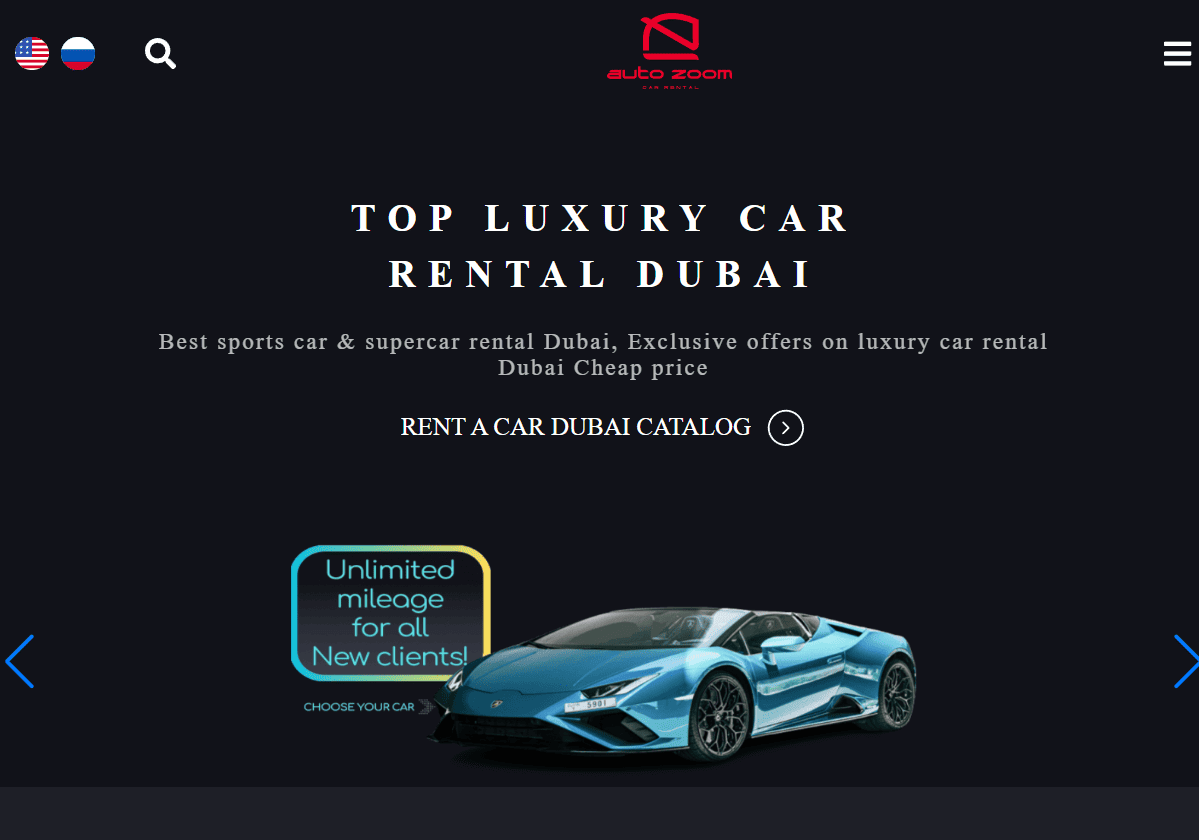 auto zoom
CAR RENTAL
TOP LUXURY CAR
RENTAL DUBAI
Best sports car & supercar rental Dubai, Exclusive offers on luxury car rental
Dubai Cheap price
RENT A CAR DUBAI CATALOG
Unlimited
mileage
for all
New clients!
CHOOSE YOUR CAR
5901